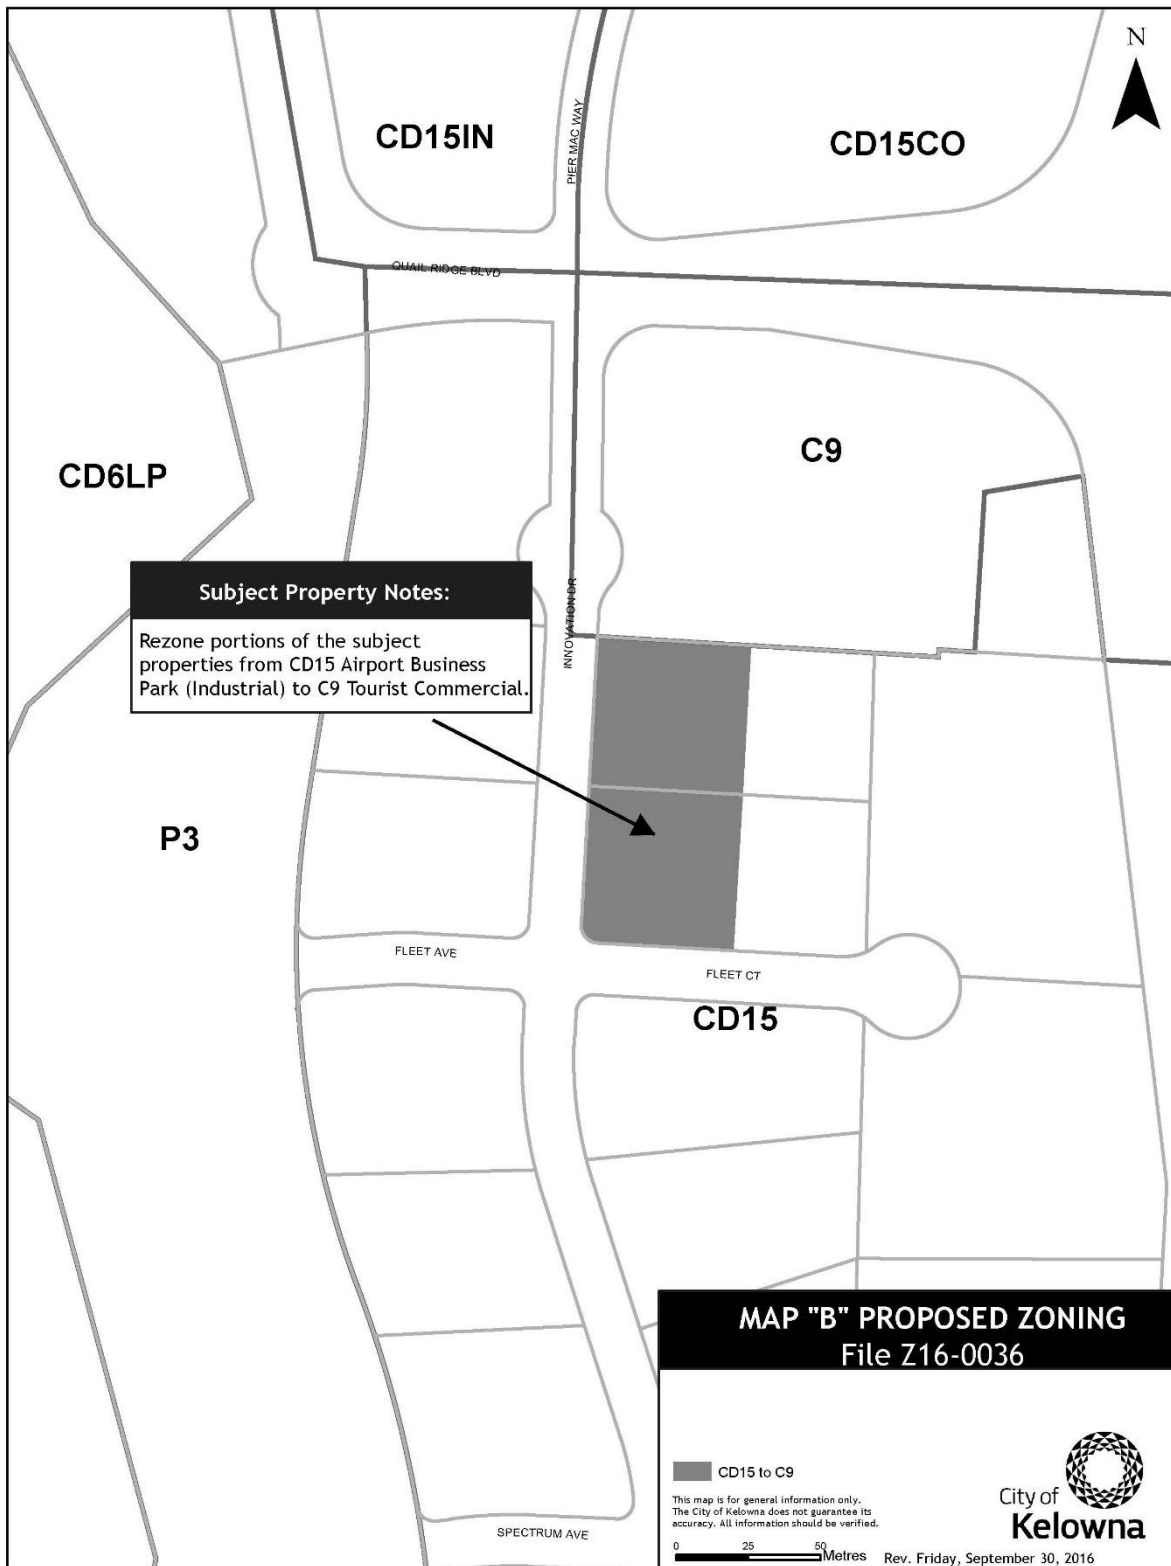 N
CD15IN
PIER MAC WAY
CD15CO
QUAIL RIDGE BLVD
C9
CD6LP
Subject Property Notes:
Rezone portions of the subject
properties from CD15 Airport Business
Park (Industrial) to C9 Tourist Commercial.
INNOVATION DR
P3
FLEET AVE
FLEET CT
CD15
SPECTRUM AVE
MAP "B" PROPOSED ZONING
File Z16-0036
CD15 to C9
This map is for general information only.
The City of Kelowna does not guarantee its
accuracy. All information should be verified.
0 25 50 Metres
City of
Kelowna
Rev. Friday, September 30, 2016